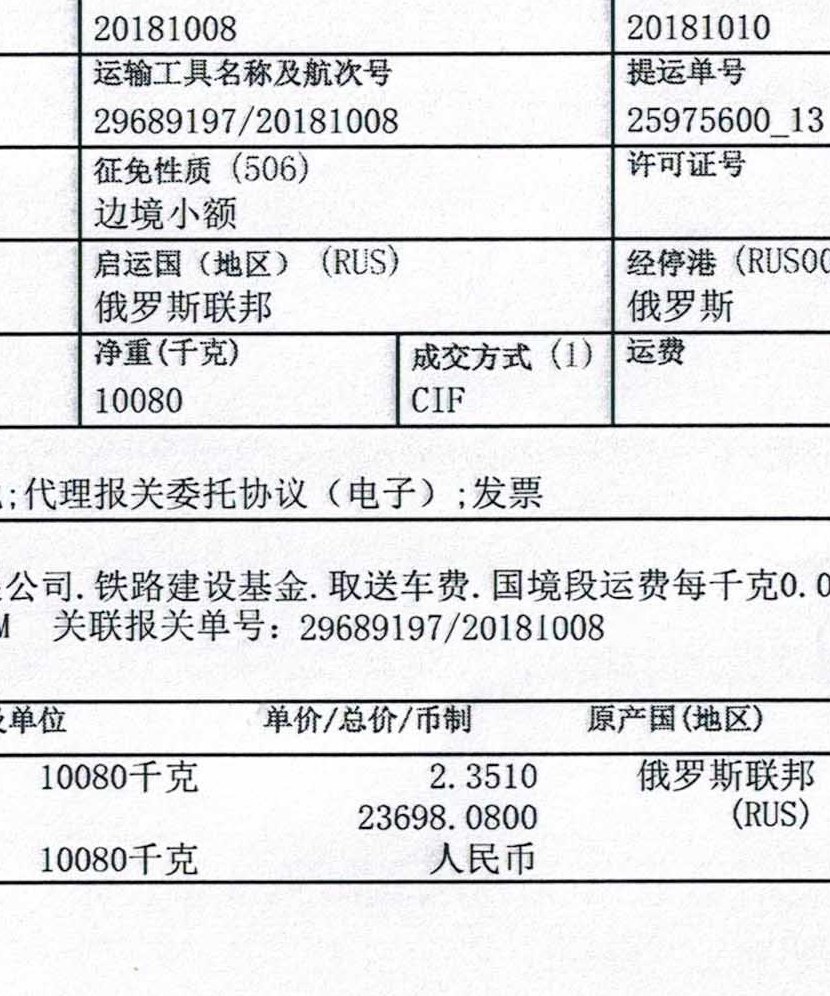 20181008 20181010
运输工具名称及航次号 提运单号
29689197/20181008 25975600_13
征免性质 (506) 许可证号
边境小额
启运国（地区） (RUS) 经停港 (RUS00
俄罗斯联邦 俄罗斯
净重(千克) 成交方式 (1) 运费
10080 CIF
;代理报关委托协议（电子）;发票
公司.铁路建设基金.取送车费.国境段运费每千克0.0
M 关联报关单号：29689197/20181008
及单位 单价/总价/币制 原产国(地区)
10080千克 2.3510 俄罗斯联邦
23698.0800 (RUS)
10080千克 人民币